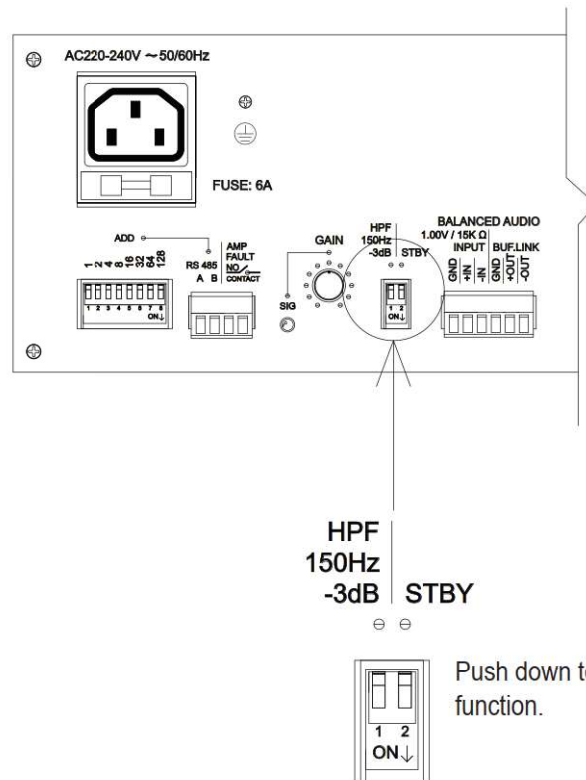 AC220-240V ~ 50/60Hz
FUSE: 6A
ADD
1 2 4 8 16 32 64 128
1 2 3 4 5 6 7 8
ON↓
RS 485
A B
AMP
FAULT
NO
CONTACT
SIG
GAIN
HPF
150Hz
-3dB
STBY
1 2
ON↓
BALANCED AUDIO
1.00V / 15K Ω
INPUT BUF.LINK
GND +IN -IN GND +OUT -OUT
HPF
150Hz
-3dB STBY
1 2
ON↓
Push down
function.